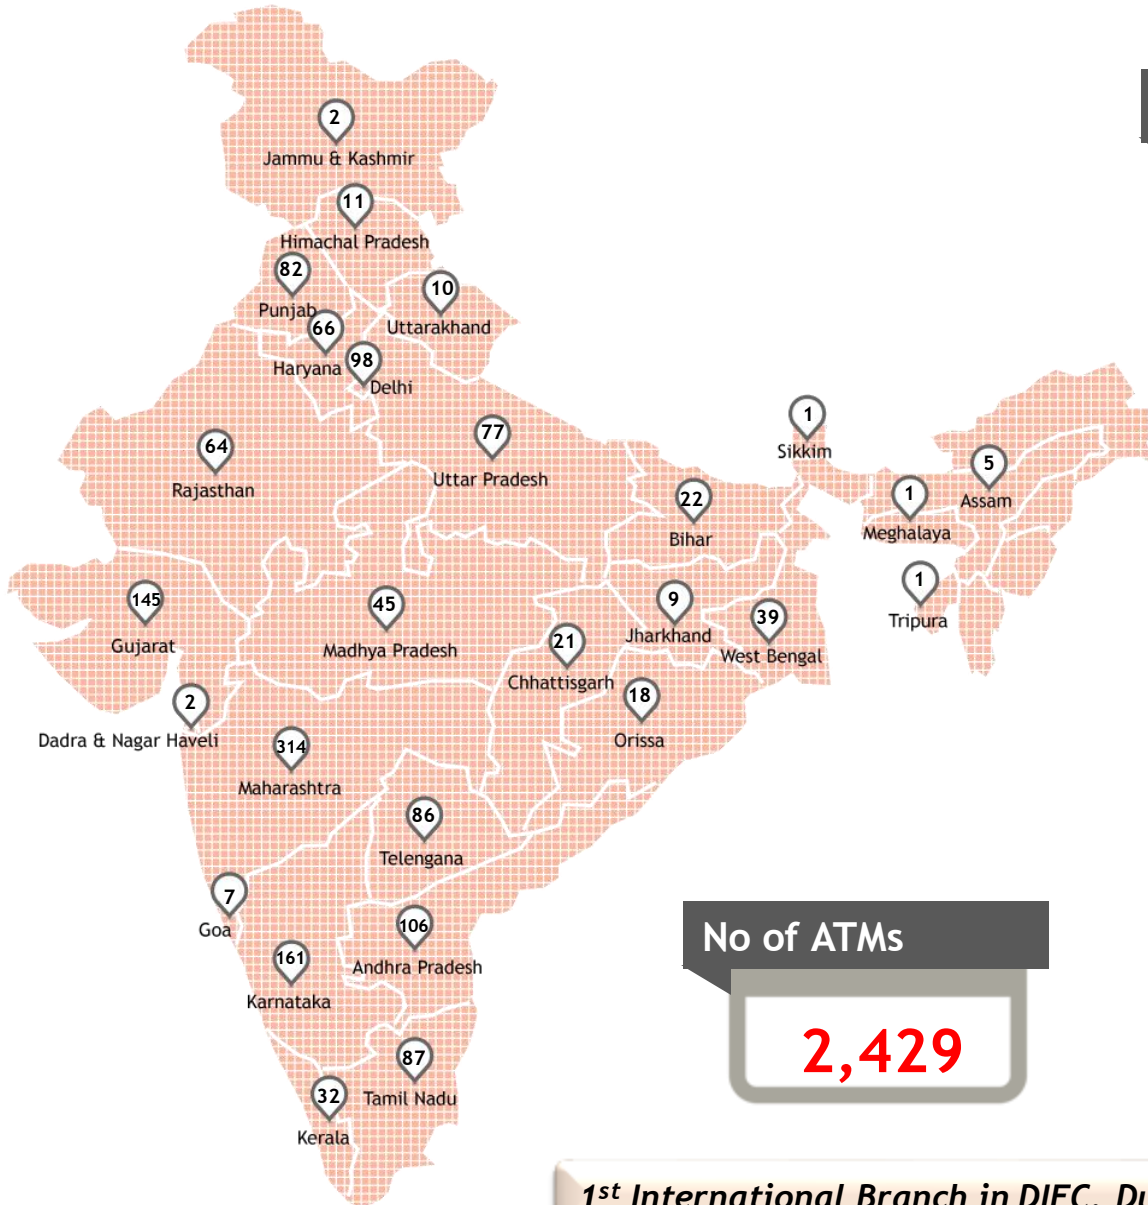 2
Jammu & Kashmir
11
Himachal Pradesh
82
Punjab
10
Uttarakhand
66
Haryana
98
Delhi
64
Rajasthan
77
Uttar Pradesh
1
Sikkim
5
Assam
1
Meghalaya
22
Bihar
1
Tripura
145
Gujarat
45
Madhya Pradesh
9
Jharkhand
39
West Bengal
21
Chhattisgarh
18
Orissa
2
Dadra & Nagar Haveli
314
Maharashtra
86
Telengana
7
Goa
106
Andhra Pradesh
161
Karnataka
87
Tamil Nadu
32
Kerala
No of ATMs
2,429
1st International Branch in DIFC, Du